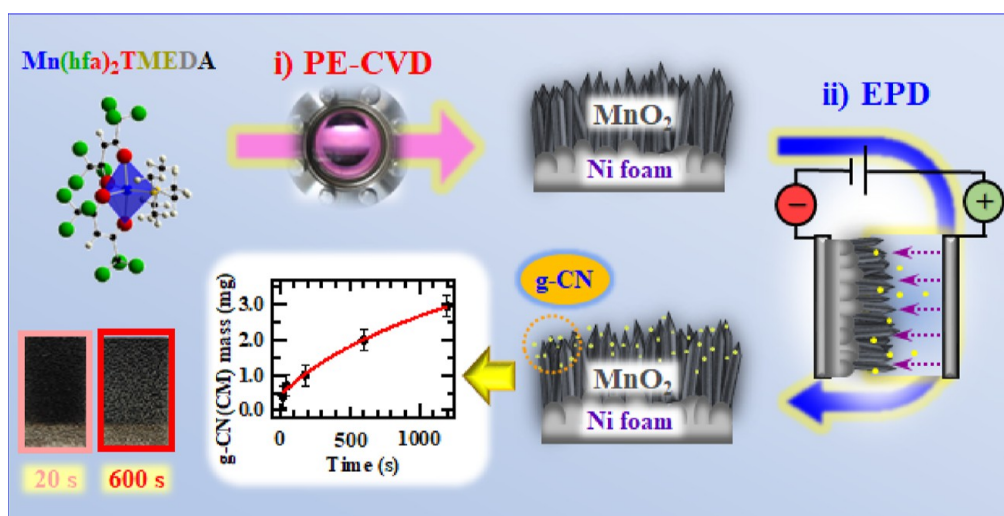 Mn(hfa)₂TMEDA
i) PE-CVD
MnO₂
Ni foam
ii) EPD
−
+
g-CN
MnO₂
Ni foam
g-CN(CM) mass (mg)
3.0
2.0
1.0
0.0
0
500
1000
Time (s)
20 s
600 s